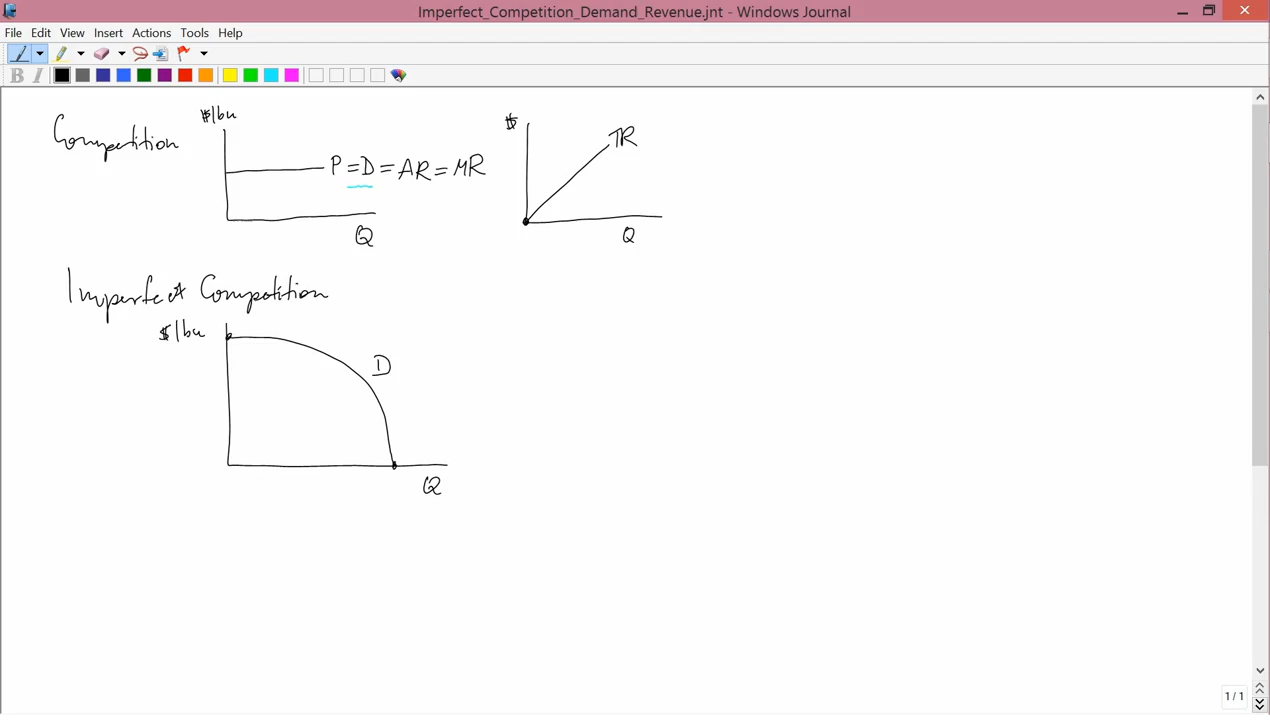 Imperfect_Competition_Demand_Revenue.jnt - Windows Journal
File Edit View Insert Actions Tools Help
B I
Competition
$/bu
P = D = AR = MR
Q
$
TR
Q
Imperfect Competition
$/bu
D
Q
1 / 1